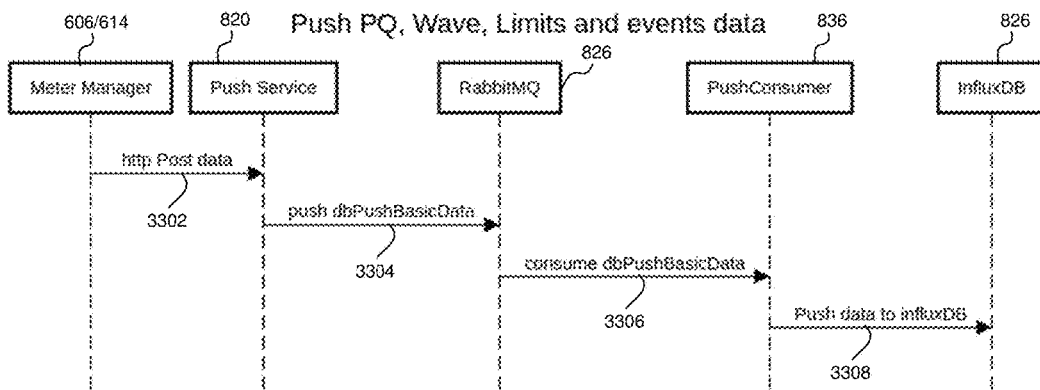 606/614
820
Push PQ, Wave, Limits and events data
836
826
Meter Manager
Push Service
RabbitMQ
826
PushConsumer
InfluxDB
http Post data
3302
push dbPushBasicData
3304
consume dbPushBasicData
3306
Push data to influxDB
3308